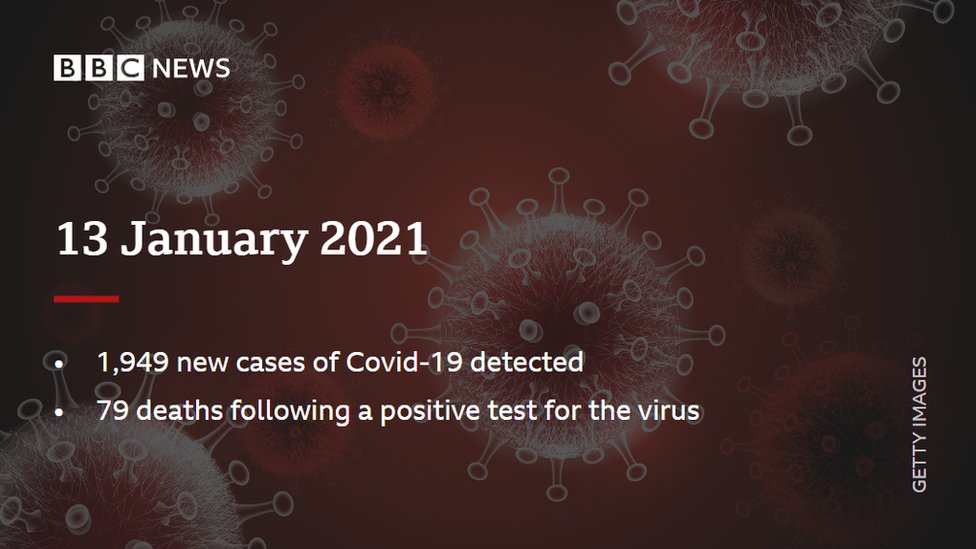 BBC NEWS
13 January 2021
• 1,949 new cases of Covid-19 detected
• 79 deaths following a positive test for the virus
GETTY IMAGES